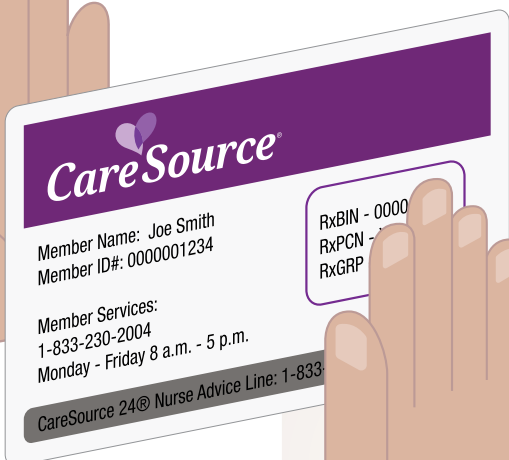 CareSource®
Member Name: Joe Smith
Member ID#: 0000001234
RxBIN - 0000
RxPCN -
RxGRP
Member Services:
1-833-230-2004
Monday - Friday 8 a.m. - 5 p.m.
CareSource 24® Nurse Advice Line: 1-833-